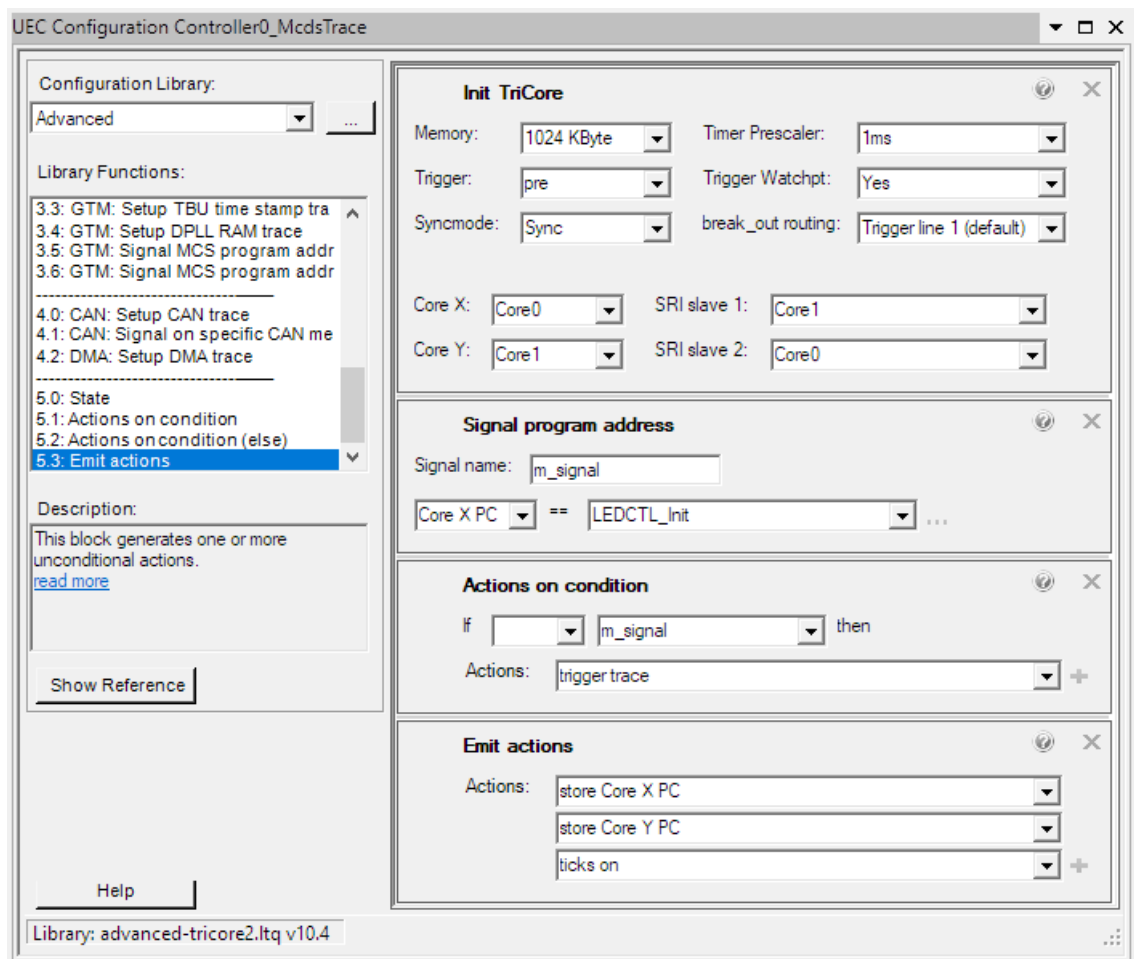 UEC Configuration Controller0_McdsTrace
Configuration Library:
Advanced
...
Library Functions:
3.3: GTM: Setup TBU time stamp tra
3.4: GTM: Setup DPLL RAM trace
3.5: GTM: Signal MCS program addr
3.6: GTM: Signal MCS program addr
--------------------------------
4.0: CAN: Setup CAN trace
4.1: CAN: Signal on specific CAN me
4.2: DMA: Setup DMA trace
--------------------------------
5.0: State
5.1: Actions on condition
5.2: Actions on condition (else)
5.3: Emit actions
Description:
This block generates one or more
unconditional actions.
read more
Show Reference
Help
Library: advanced-tricore2.ltq v10.4
Init TriCore
Memory: 1024 KByte Timer Prescaler: 1ms
Trigger: pre Trigger Watchpt: Yes
Syncmode: Sync break_out routing: Trigger line 1 (default)
Core X: Core0 SRI slave 1: Core1
Core Y: Core1 SRI slave 2: Core0
Signal program address
Signal name: m_signal
Core X PC == LEDCTL_Init ...
Actions on condition
If m_signal then
Actions: trigger trace
Emit actions
Actions: store Core X PC
store Core Y PC
ticks on